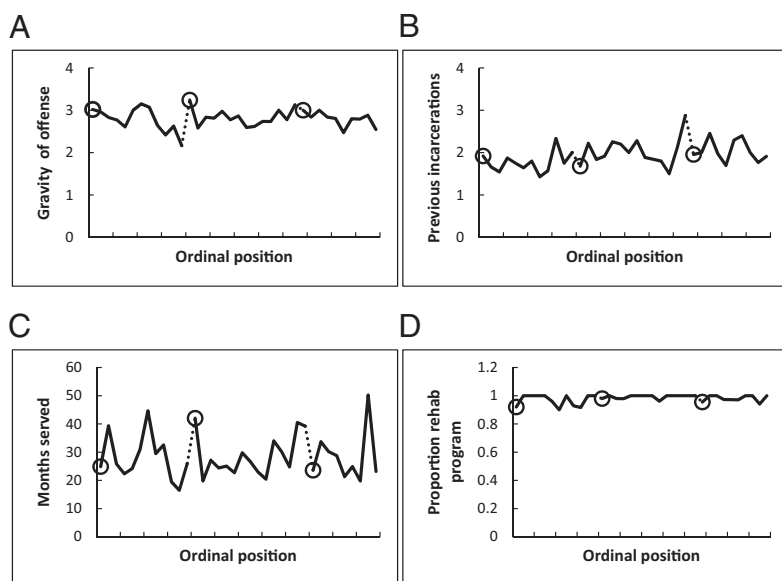 A
4
3
2
1
0
Gravity of offense
Ordinal position
B
4
3
2
1
0
Previous incarcerations
Ordinal position
C
60
50
40
30
20
10
0
Months served
Ordinal position
D
1.2
1
0.8
0.6
0.4
0.2
0
Proportion rehab
program
Ordinal position